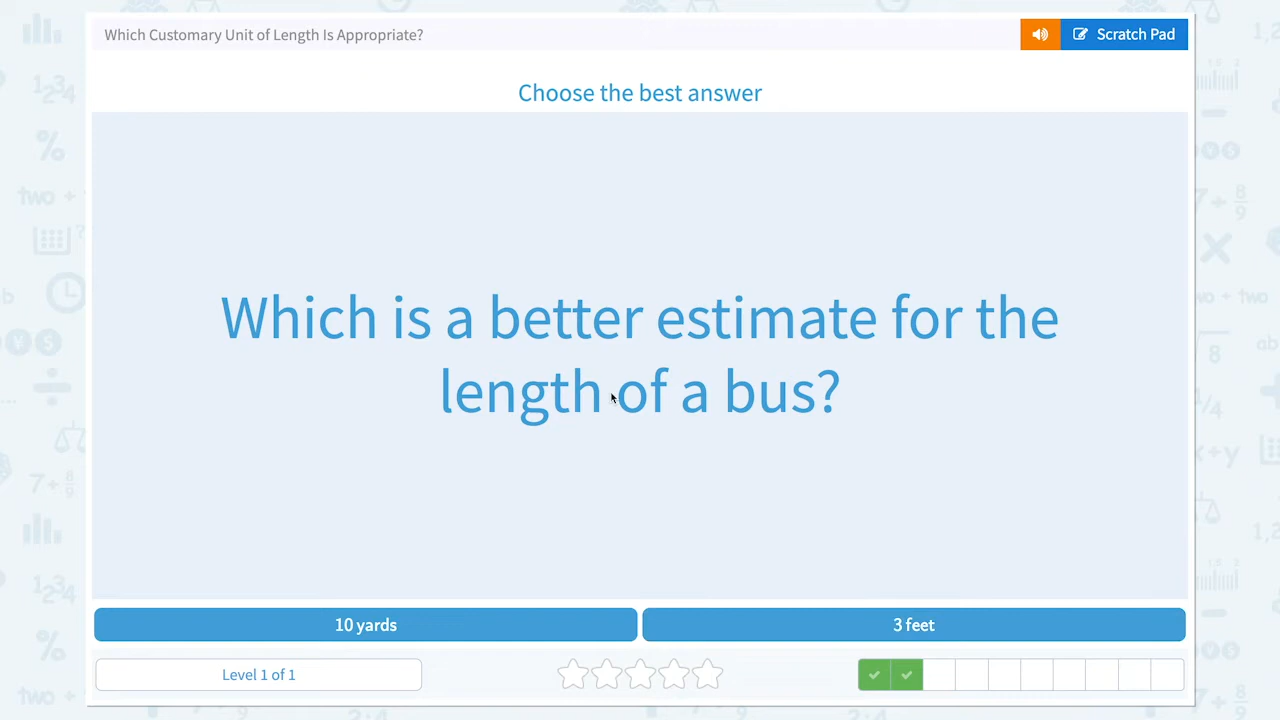 Which Customary Unit of Length Is Appropriate?
Scratch Pad
Choose the best answer
Which is a better estimate for the
length of a bus?
10 yards
3 feet
Level 1 of 1